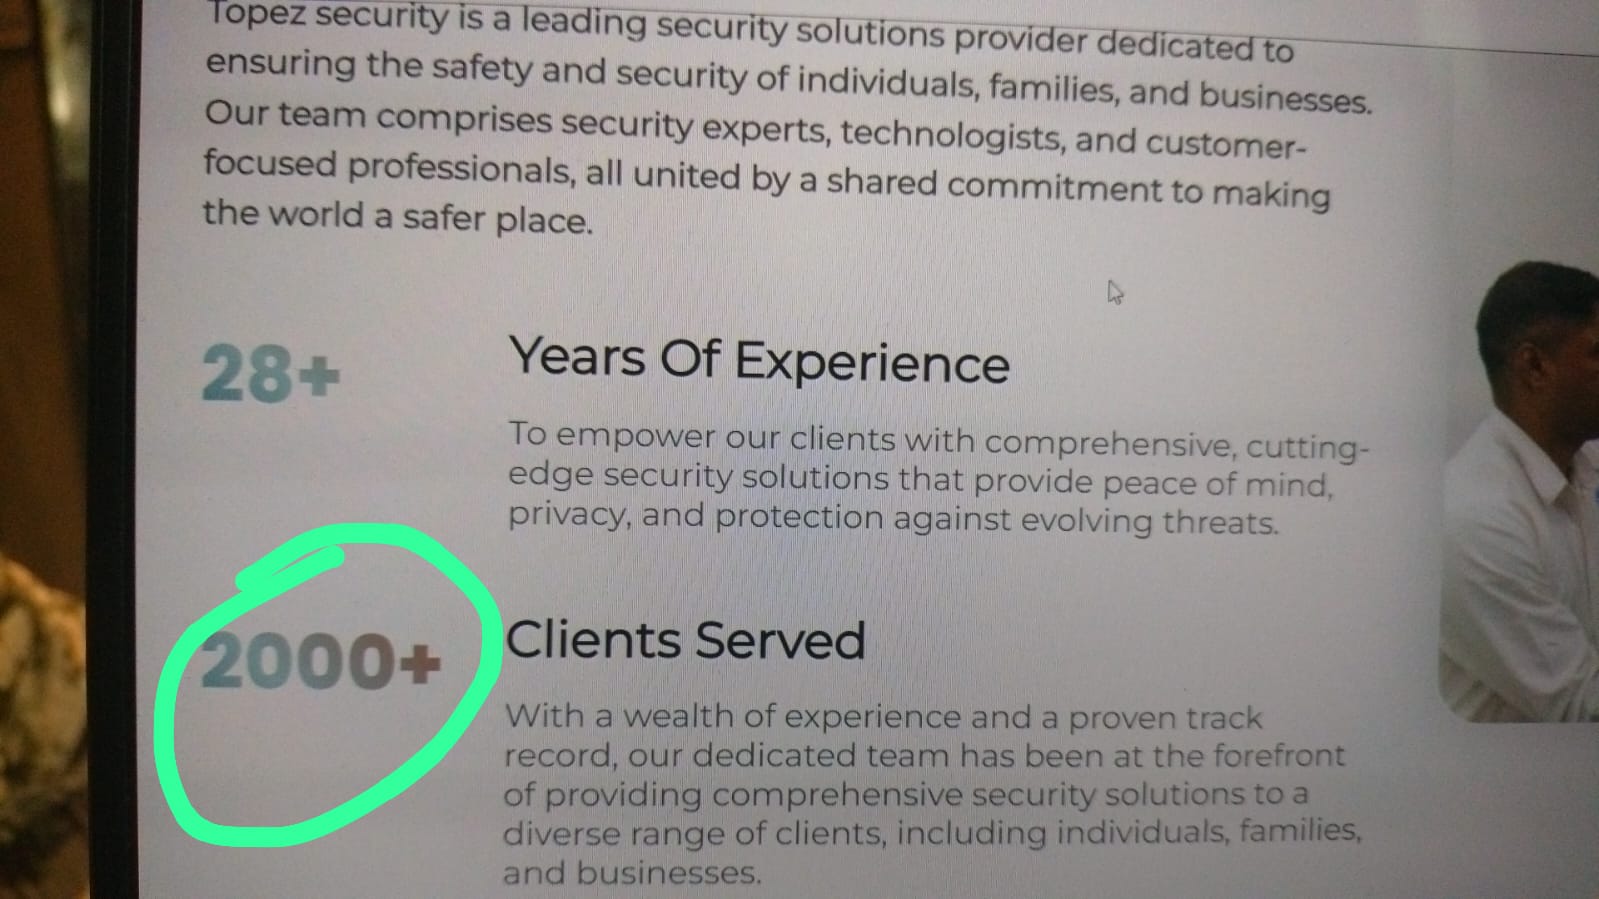 Topez security is a leading security solutions provider dedicated to
ensuring the safety and security of individuals, families, and businesses.
Our team comprises security experts, technologists, and customer-
focused professionals, all united by a shared commitment to making
the world a safer place.
28+
Years Of Experience
To empower our clients with comprehensive, cutting-
edge security solutions that provide peace of mind,
privacy, and protection against evolving threats.
2000+
Clients Served
With a wealth of experience and a proven track
record, our dedicated team has been at the forefront
of providing comprehensive security solutions to a
diverse range of clients, including individuals, families,
and businesses.